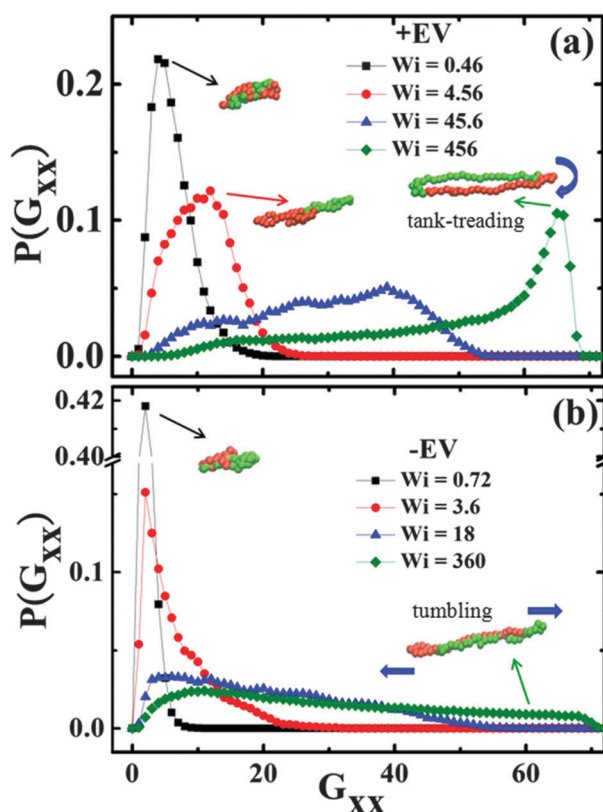 (a)
+EV
Wi = 0.46
Wi = 4.56
Wi = 45.6
Wi = 456
tank-treading
0.2
0.1
0.0
P(G_XX)
(b)
-EV
Wi = 0.72
Wi = 3.6
Wi = 18
Wi = 360
tumbling
0.42
0.40
0.1
0.0
P(G_XX)
0 20 40 60
G_XX